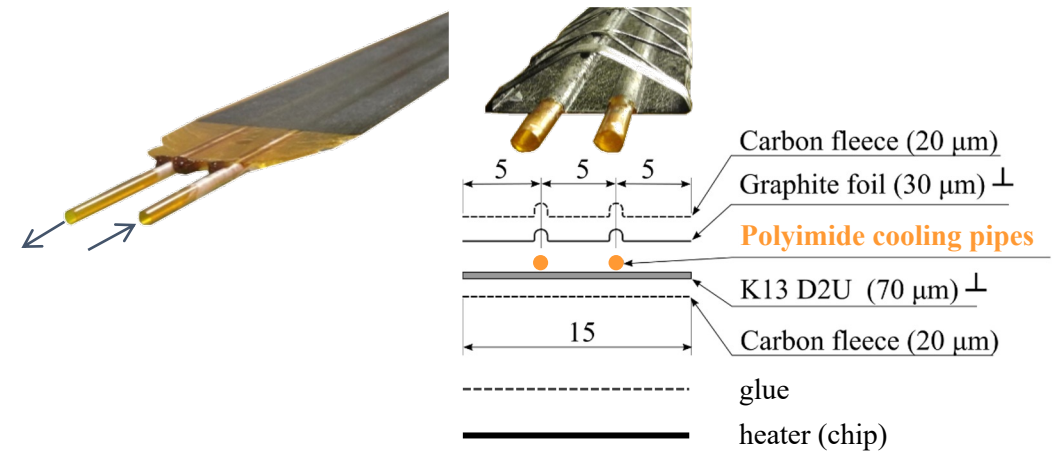 Carbon fleece (20 μm)
5 5 5
Graphite foil (30 μm) ⊥
Polyimide cooling pipes
K13 D2U (70 μm) ⊥
15
Carbon fleece (20 μm)
glue
heater (chip)